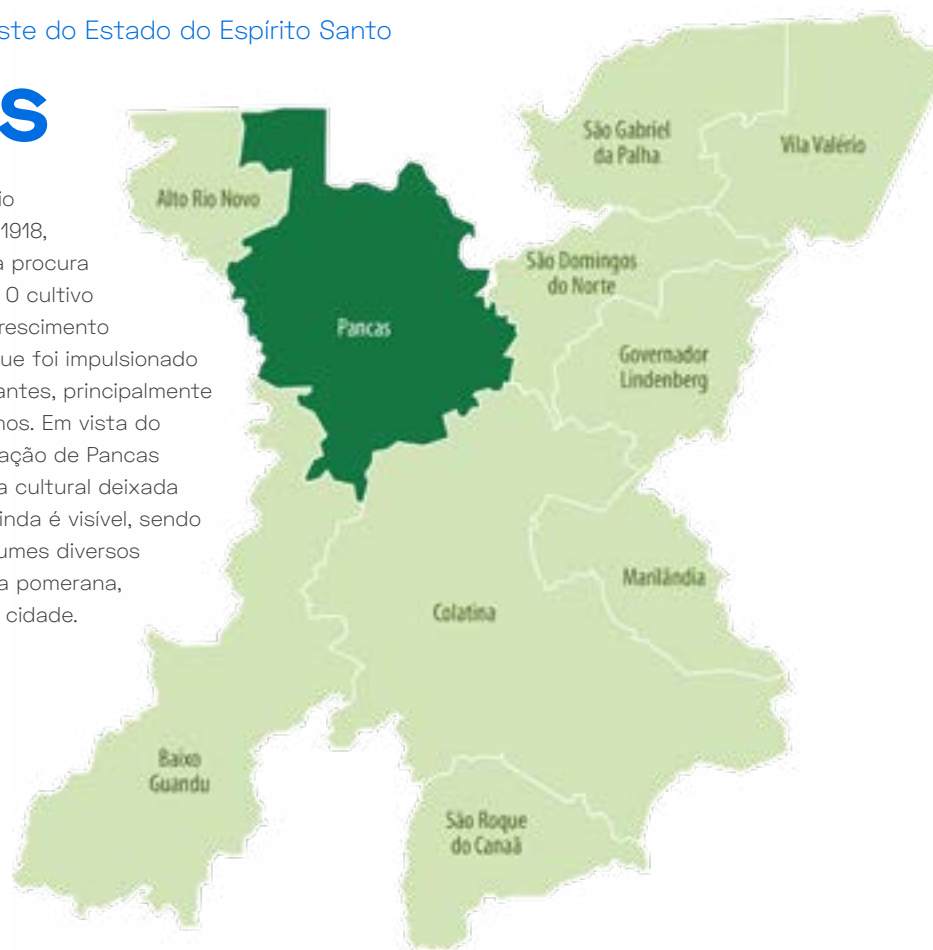 ste do Estado do Espírito Santo
s
io
1918,
a procura
O cultivo
rescimento
que foi impulsionado
antes, principalmente
nos. Em vista do
ação de Pancas
a cultural deixada
inda é visível, sendo
umes diversos
a pomerana,
cidade.
São Gabriel
da Palha
Vila Valério
Alto Rio Novo
São Domingos
do Norte
Pancas
Governador
Lindenberg
Marilândia
Colatina
Baixo
Guandu
São Roque
do Canaã